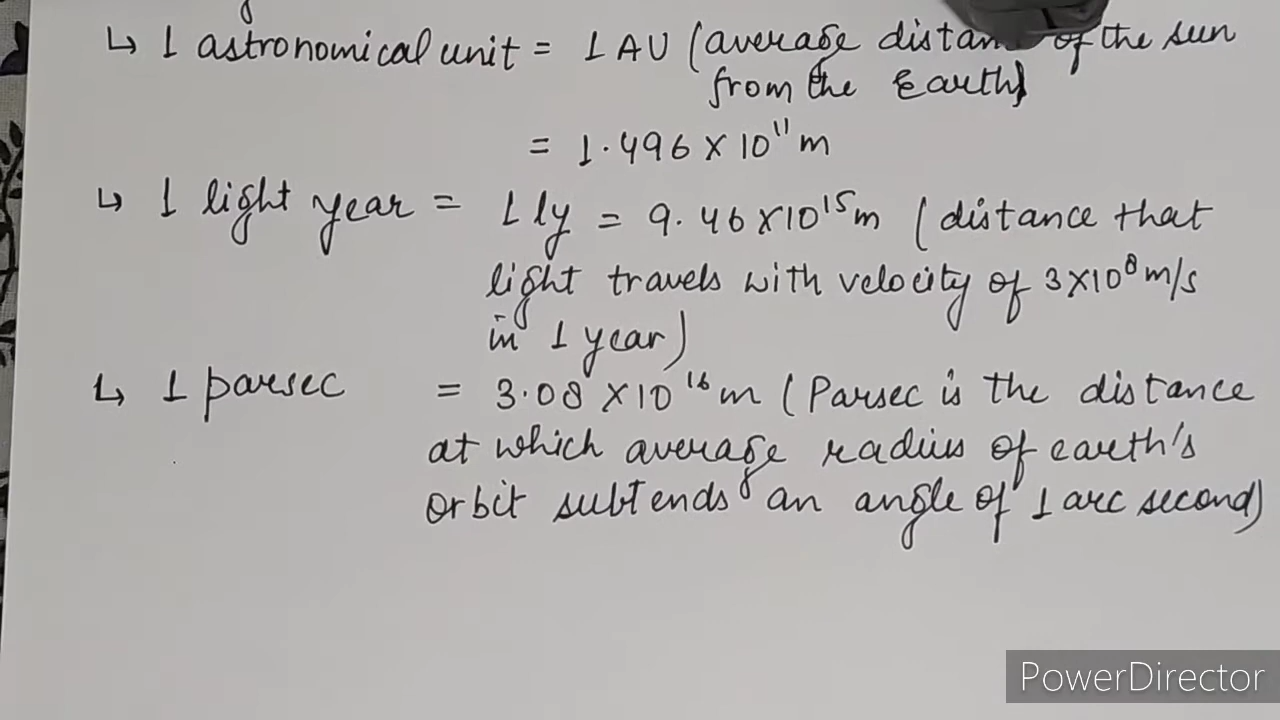 ↳ 1 astronomical unit = 1 AU (average distan of the sun
from the Earth)
= 1.496 × 10¹¹ m
↳ 1 light year = 1 ly = 9.46 × 10¹⁵ m (distance that
light travels with velocity of 3×10⁸ m/s
in 1 year)
↳ 1 parsec = 3.08 × 10¹⁶ m (Parsec is the distance
at which average radius of earth's
orbit subtends an angle of 1 arc second)
PowerDirector